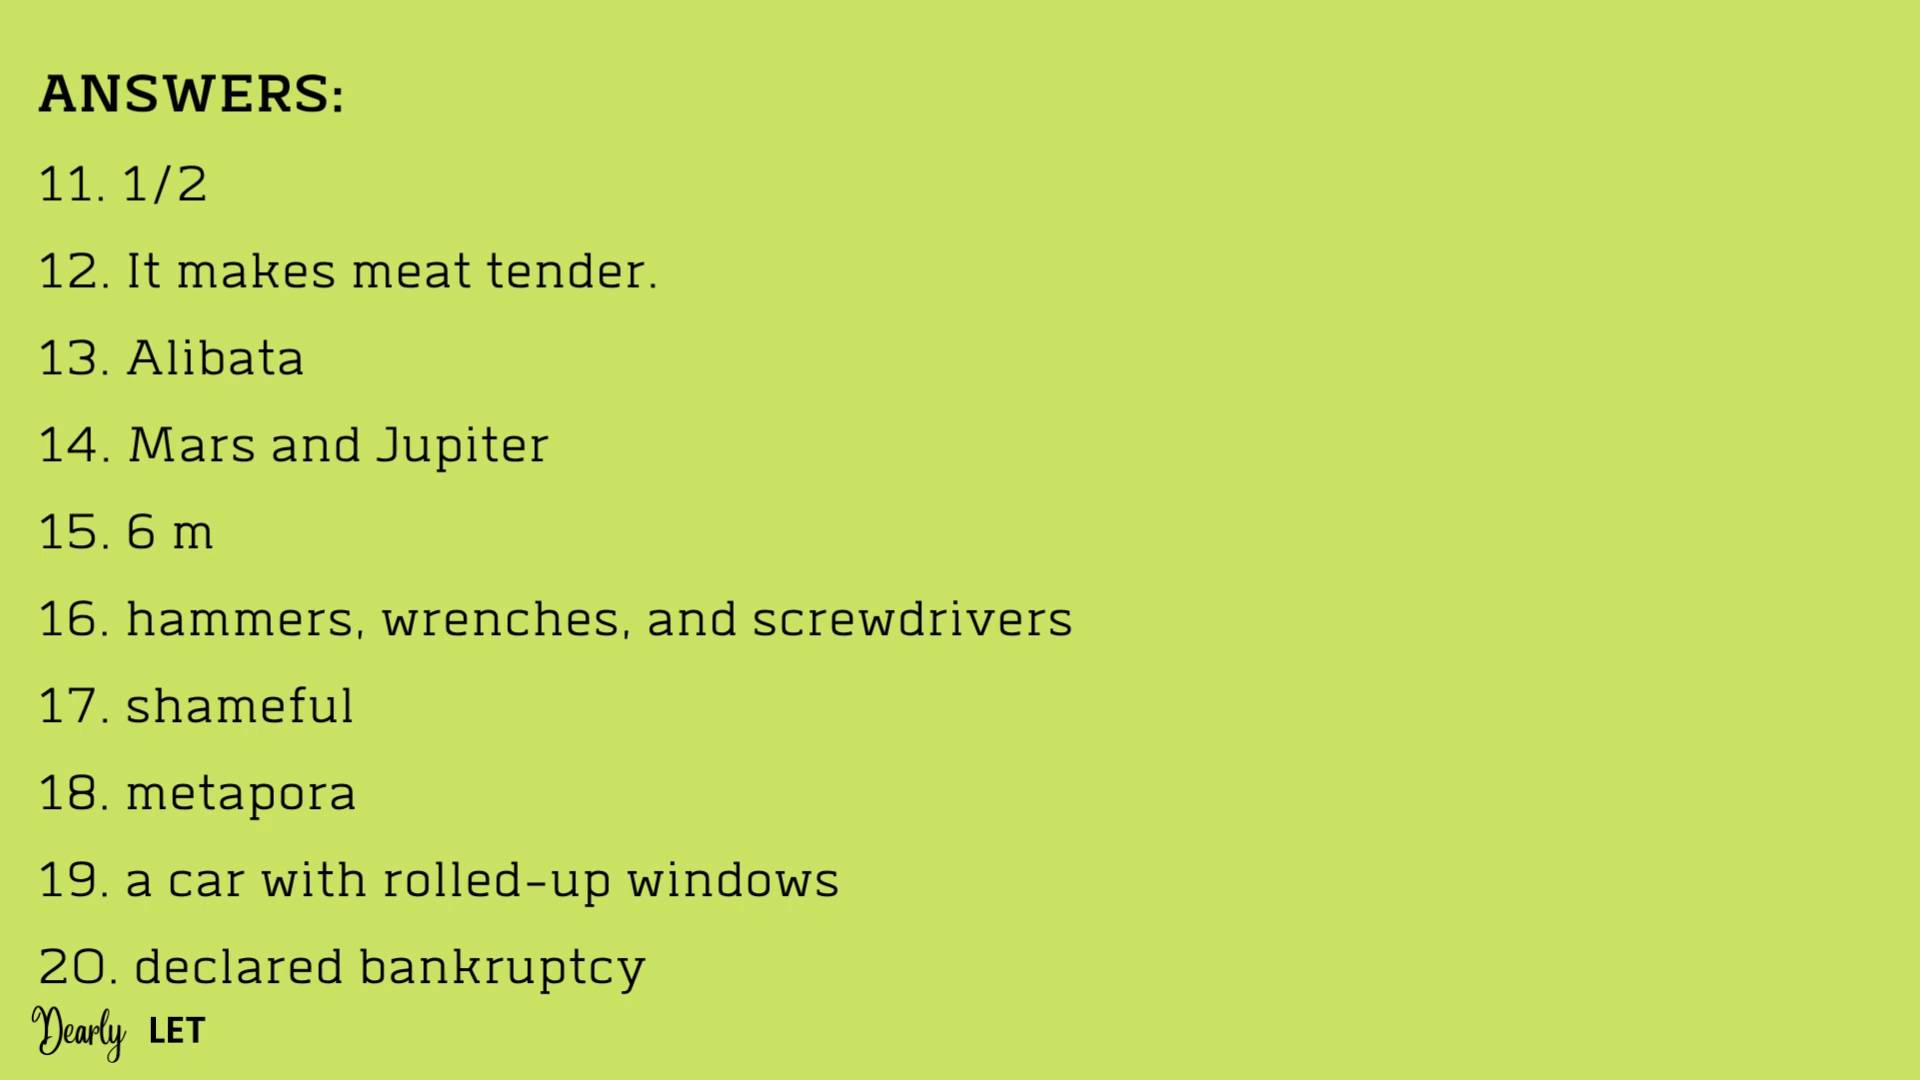 ANSWERS:
11. 1/2
12. It makes meat tender.
13. Alibata
14. Mars and Jupiter
15. 6 m
16. hammers, wrenches, and screwdrivers
17. shameful
18. metapora
19. a car with rolled-up windows
20. declared bankruptcy
Dearly LET